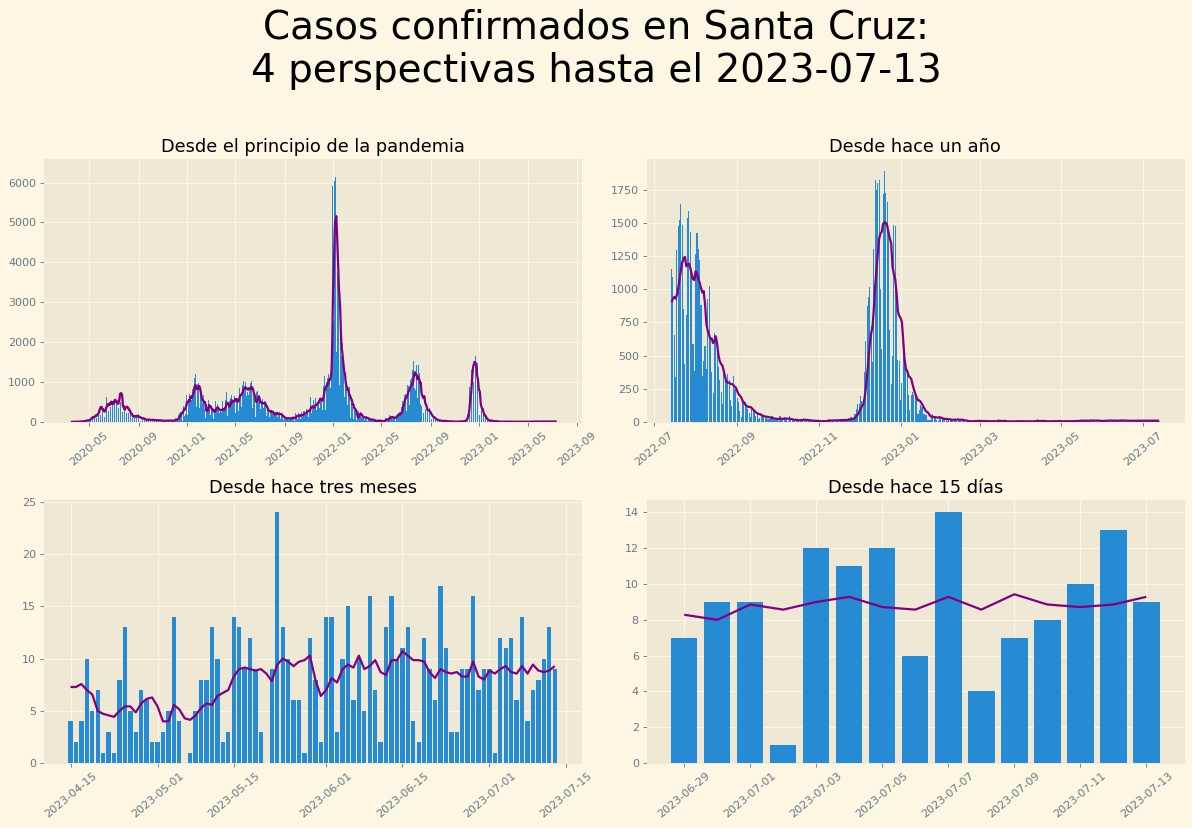 Casos confirmados en Santa Cruz:
4 perspectivas hasta el 2023-07-13
Desde el principio de la pandemia
6000
5000
4000
3000
2000
1000
0
2020-05 2020-09 2021-01 2021-05 2021-09 2022-01 2022-05 2022-09 2023-01 2023-05 2023-09
Desde hace un año
1750
1500
1250
1000
750
500
250
0
2022-07 2022-09 2022-11 2023-01 2023-03 2023-05 2023-07
Desde hace tres meses
25
20
15
10
5
0
2023-04-15 2023-05-01 2023-05-15 2023-06-01 2023-06-15 2023-07-01 2023-07-15
Desde hace 15 días
14
12
10
8
6
4
2
0
2023-06-29 2023-07-01 2023-07-03 2023-07-05 2023-07-07 2023-07-09 2023-07-11 2023-07-13